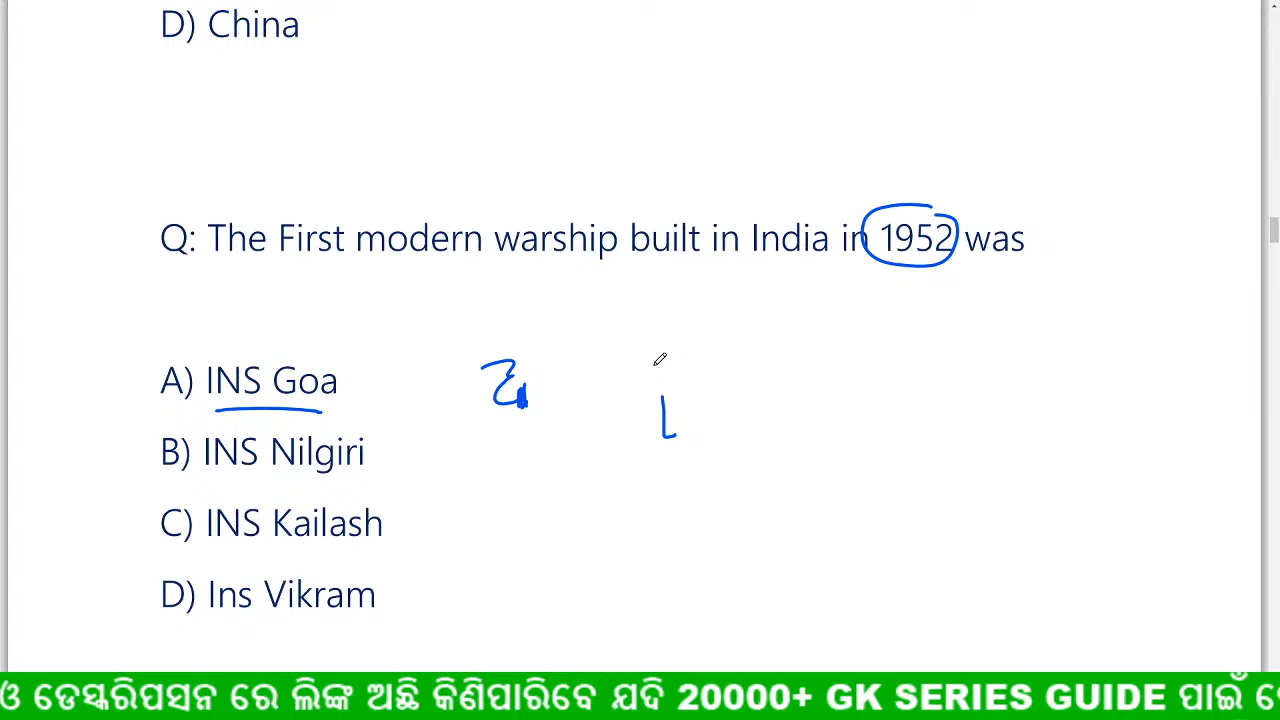 D) China
Q: The First modern warship built in India in 1952 was
A) INS Goa
B) INS Nilgiri
C) INS Kailash
D) Ins Vikram
ଓ ଡେସ୍କରିପସନ ରେ ଲିଙ୍କ ଅଛି କିଣିପାରିବେ ଯଦି 20000+ GK SERIES GUIDE ପାଇଁ